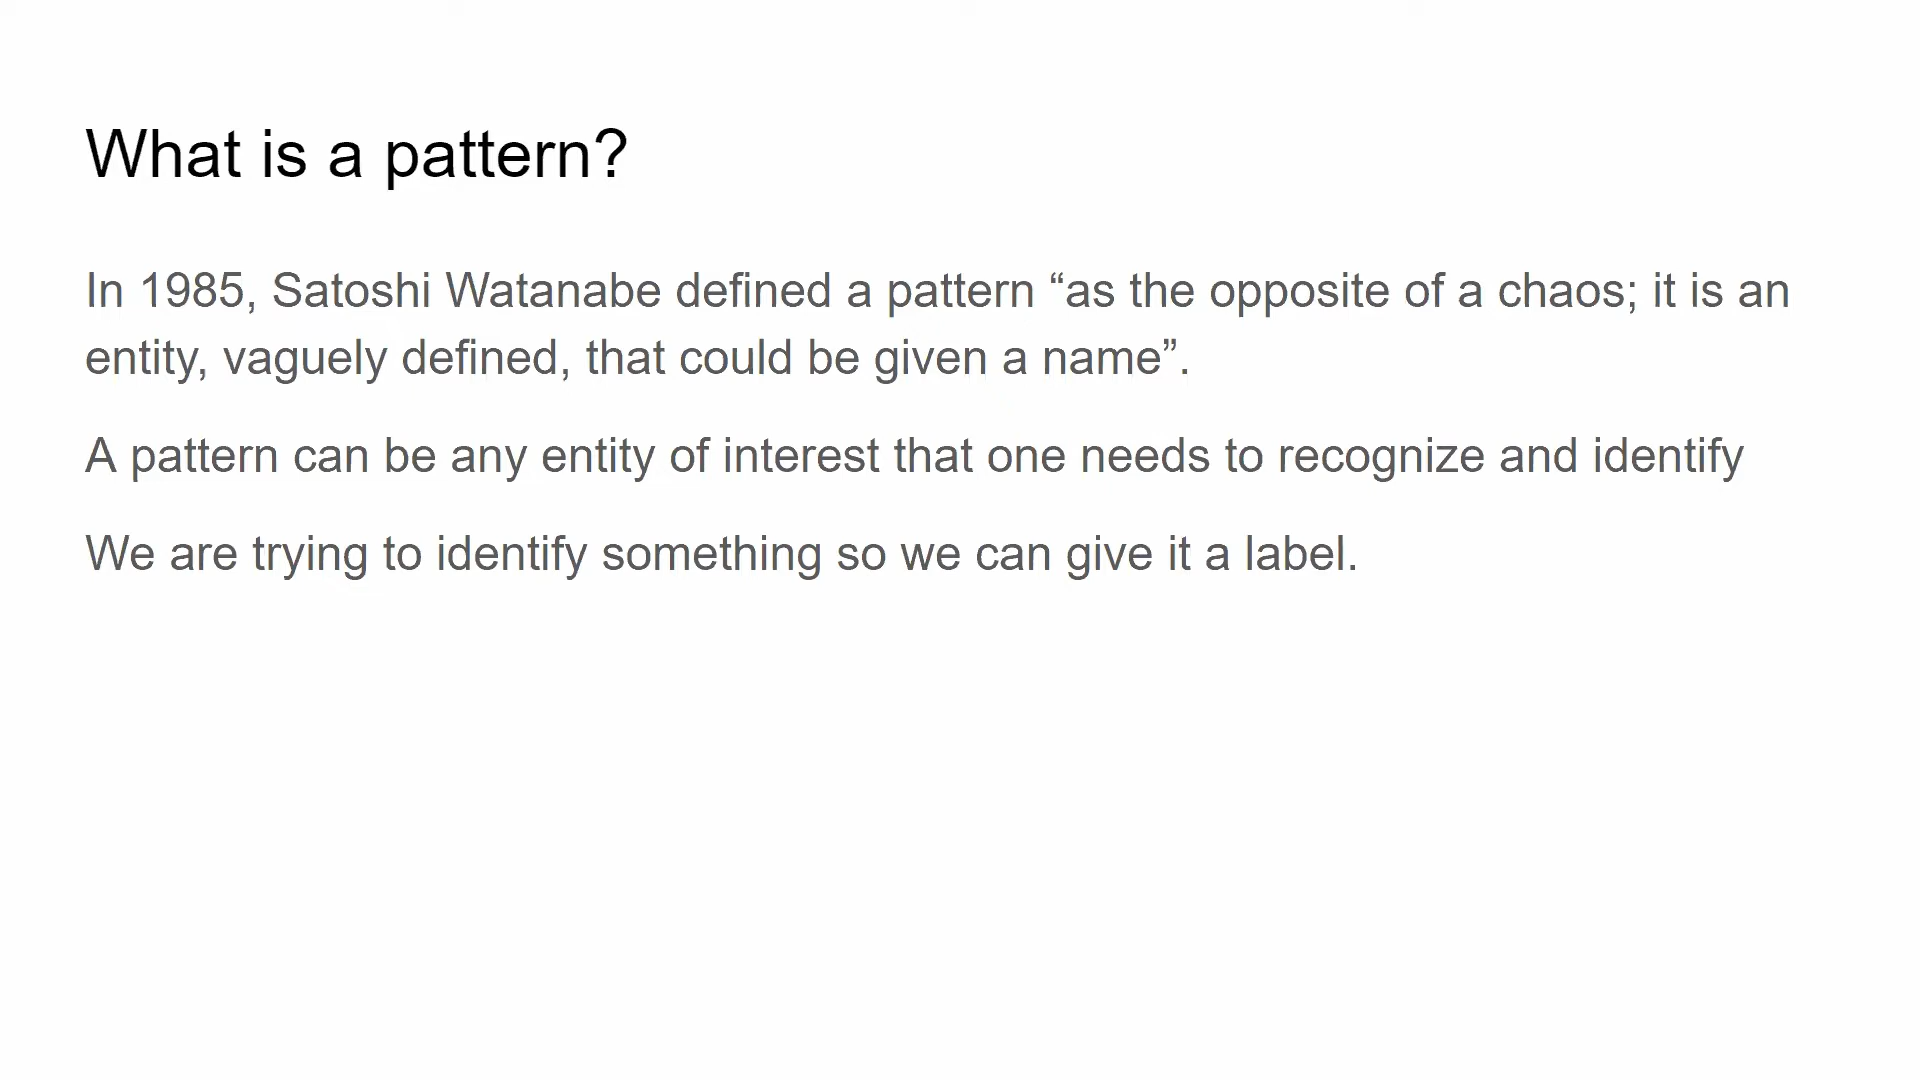 What is a pattern?
In 1985, Satoshi Watanabe defined a pattern “as the opposite of a chaos; it is an
entity, vaguely defined, that could be given a name”.
A pattern can be any entity of interest that one needs to recognize and identify
We are trying to identify something so we can give it a label.